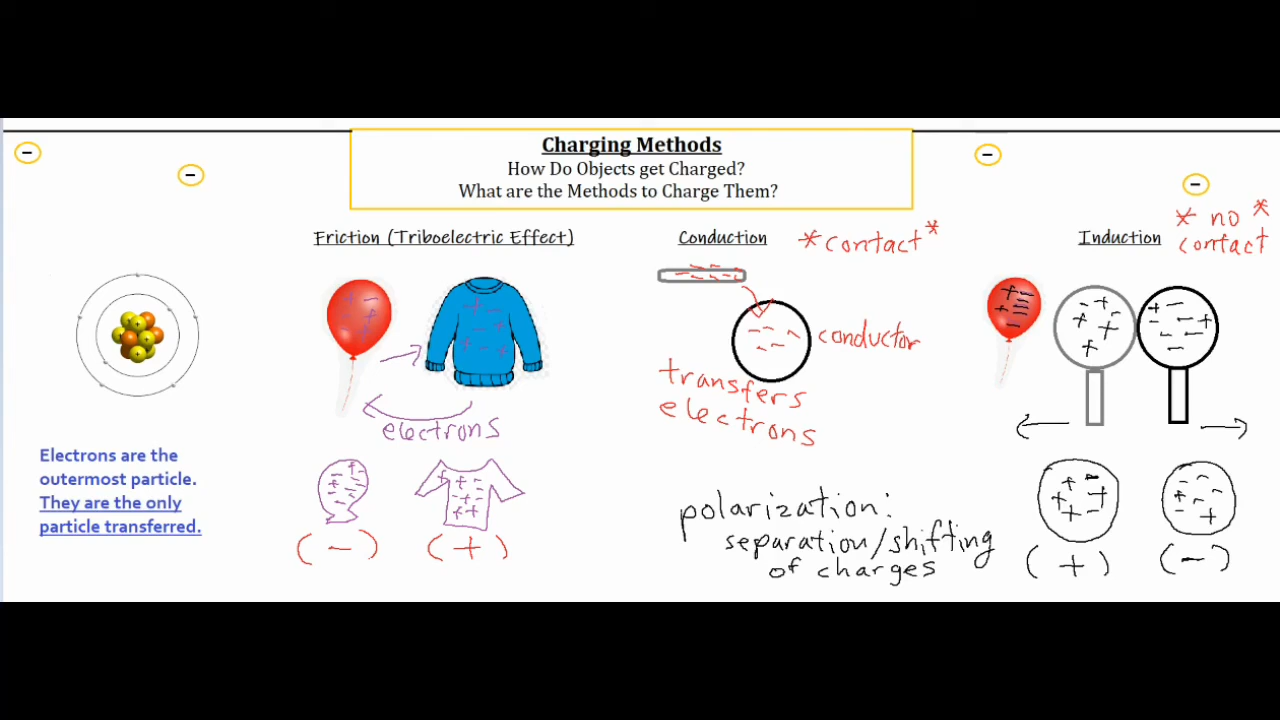 Charging Methods
How Do Objects get Charged?
What are the Methods to Charge Them?
Friction (Triboelectric Effect)
electrons
(-) (+)
Electrons are the
outermost particle.
They are the only
particle transferred.
Conduction
*contact*
conductor
transfers
electrons
polarization:
separation/shifting
of charges
Induction
* no *
contact
(+) (-)